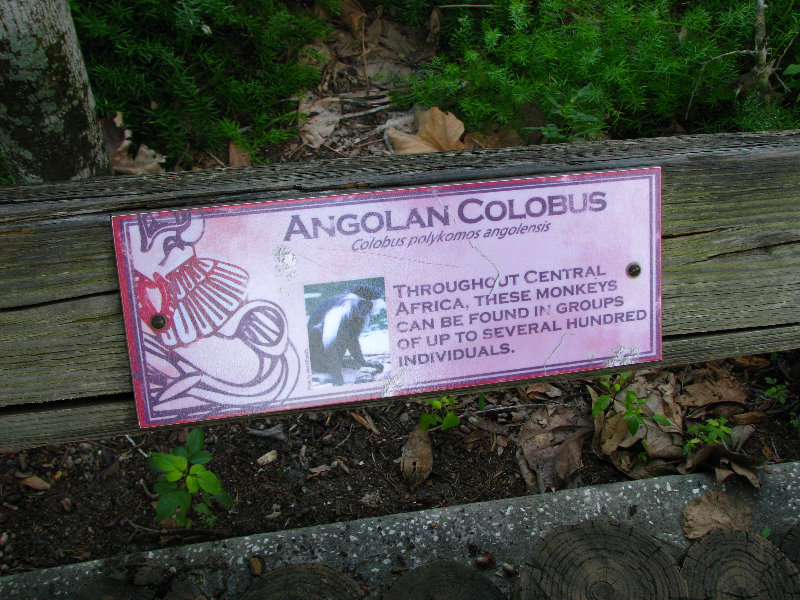 ANGOLAN COLOBUS
Colobus polykomos angolensis
THROUGHOUT CENTRAL
AFRICA, THESE MONKEYS
CAN BE FOUND IN GROUPS
OF UP TO SEVERAL HUNDRED
INDIVIDUALS.